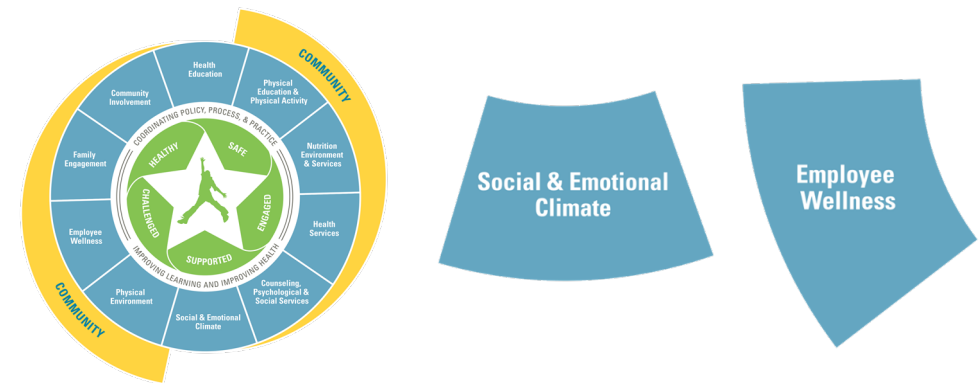 COMMUNITY
Health
Education
Physical
Education &
Physical Activity
Nutrition
Environment
& Services
Health
Services
Counseling,
Psychological &
Social Services
Social & Emotional
Climate
Physical
Environment
Employee
Wellness
Family
Engagement
Community
Involvement
COMMUNITY
COORDINATING POLICY, PROCESS, & PRACTICE
IMPROVING LEARNING AND IMPROVING HEALTH
HEALTHY
SAFE
ENGAGED
SUPPORTED
CHALLENGED
Social & Emotional
Climate
Employee
Wellness